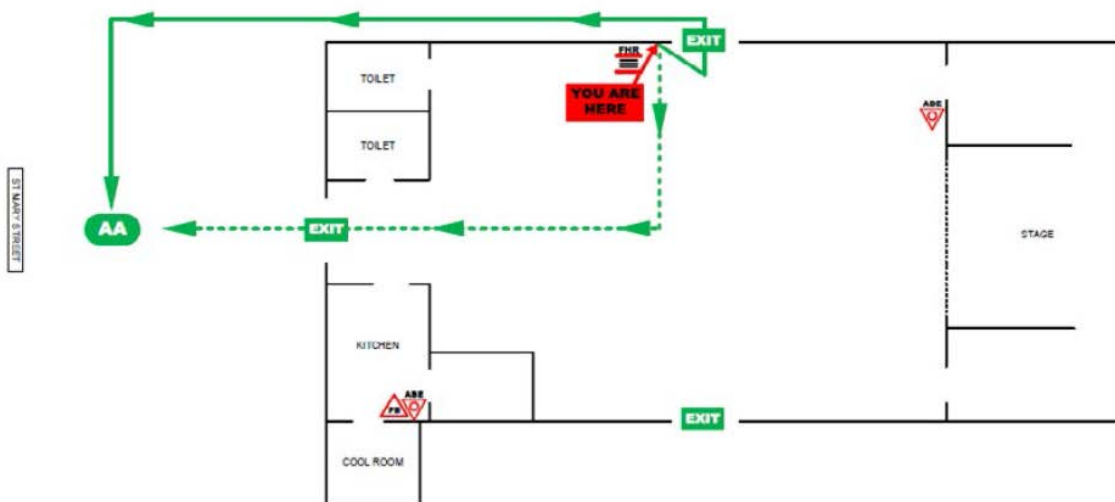 EXIT
FHR
TOILET
YOU ARE
HERE
ABE
TOILET
ST MARY STREET
AA
EXIT
STAGE
KITCHEN
ABE
FB
EXIT
COOL ROOM